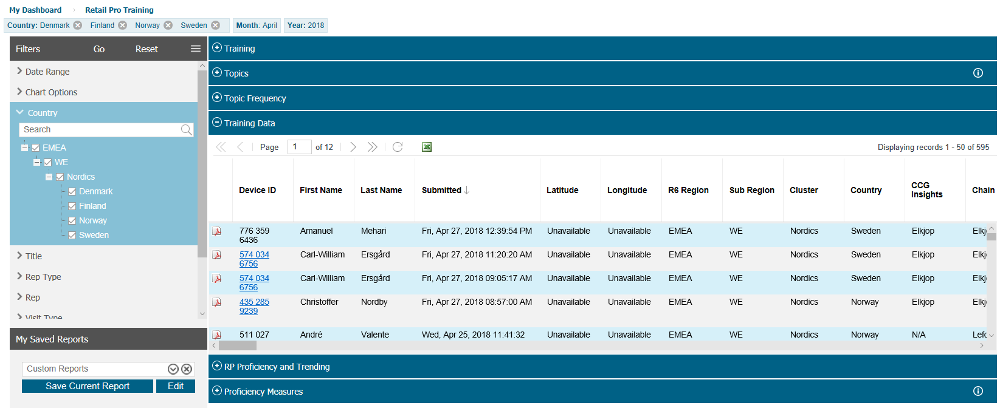 My Dashboard › Retail Pro Training
Country: Denmark Finland Norway Sweden Month: April Year: 2018
Filters Go Reset
Date Range
Chart Options
Country
Search
EMEA
WE
Nordics
Denmark
Finland
Norway
Sweden
Title
Rep Type
Rep
Visit Type
My Saved Reports
Custom Reports
Save Current Report Edit
Training
Topics
Topic Frequency
Training Data
Page 1 of 12 Displaying records 1 - 50 of 595
Device ID First Name Last Name Submitted Latitude Longitude R6 Region Sub Region Cluster Country CCG Insights Chain
776 359 6436 Amanuel Mehari Fri, Apr 27, 2018 12:39:54 PM Unavailable Unavailable EMEA WE Nordics Sweden Elkjop Elkj
574 034 6756 Carl-William Ersgård Fri, Apr 27, 2018 11:20:20 AM Unavailable Unavailable EMEA WE Nordics Sweden Elkjop Elkj
574 034 6756 Carl-William Ersgård Fri, Apr 27, 2018 09:05:17 AM Unavailable Unavailable EMEA WE Nordics Sweden Elkjop Elkj
435 285 9239 Christoffer Nordby Fri, Apr 27, 2018 08:57:00 AM Unavailable Unavailable EMEA WE Nordics Norway Elkjop Elkj
511 027 André Valente Wed, Apr 25, 2018 11:41:32 Unavailable Unavailable EMEA WE Nordics Norway N/A Lefd
RP Proficiency and Trending
Proficiency Measures